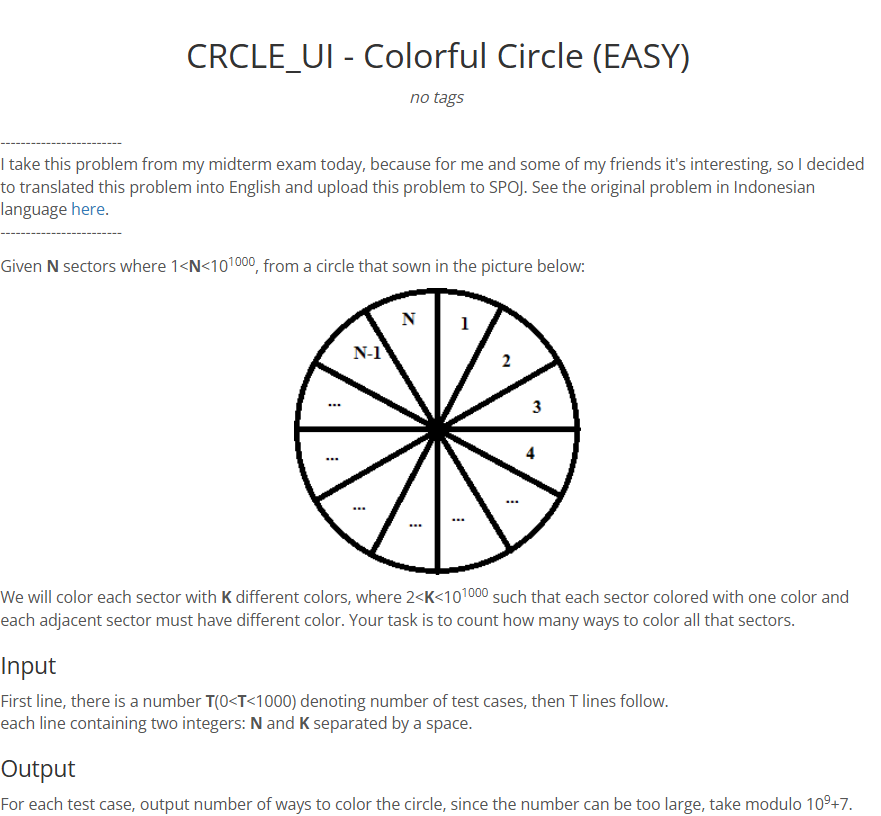 CRCLE_UI - Colorful Circle (EASY)
no tags
------------------------
I take this problem from my midterm exam today, because for me and some of my friends it's interesting, so I decided
to translated this problem into English and upload this problem to SPOJ. See the original problem in Indonesian
language here.
------------------------
Given N sectors where 1<N<10^1000, from a circle that sown in the picture below:
N 1
N-1 2
... 3
... 4
... ...
... ...
We will color each sector with K different colors, where 2<K<10^1000 such that each sector colored with one color and
each adjacent sector must have different color. Your task is to count how many ways to color all that sectors.
Input
First line, there is a number T(0<T<1000) denoting number of test cases, then T lines follow.
each line containing two integers: N and K separated by a space.
Output
For each test case, output number of ways to color the circle, since the number can be too large, take modulo 10^9+7.